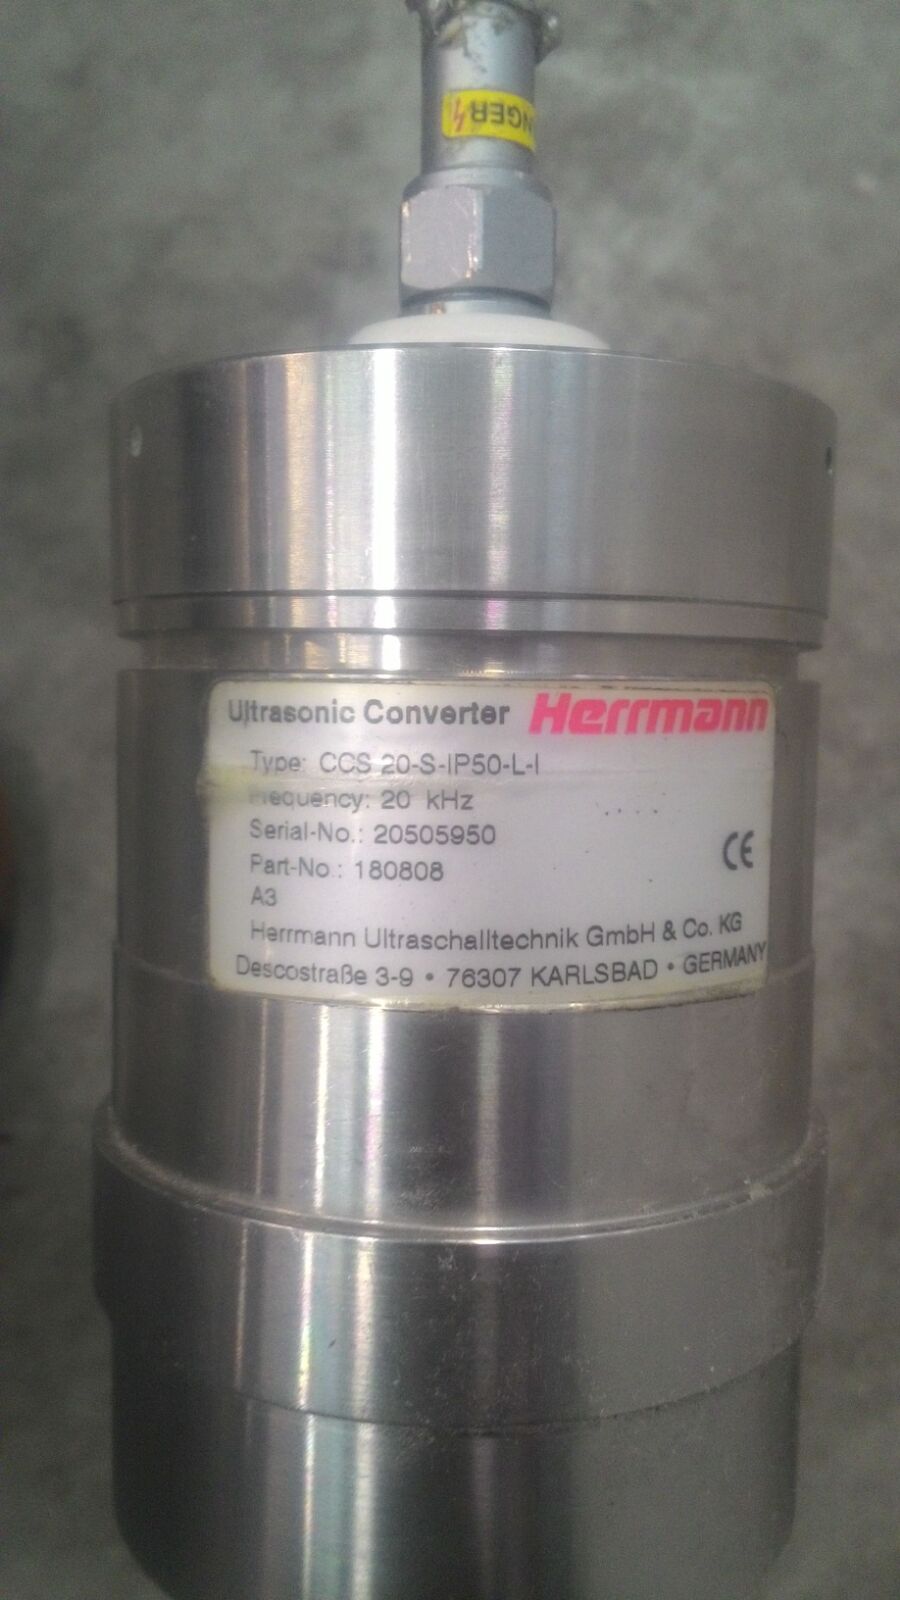 DANGER
Ultrasonic Converter Herrmann
Type: CCS 20-S-IP50-L-I
Frequency: 20 kHz
Serial-No.: 20505950
Part-No.: 180808
CE
A3
Herrmann Ultraschalltechnik GmbH & Co. KG
Descostraße 3-9 • 76307 KARLSBAD • GERMANY